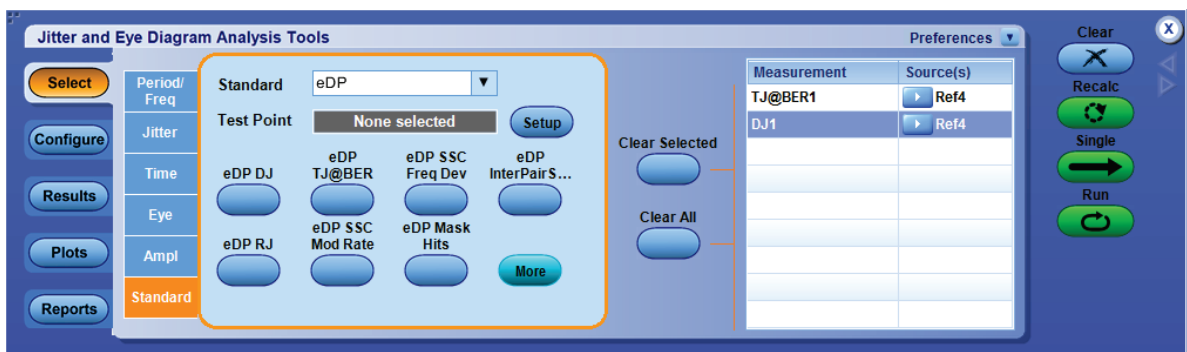 Jitter and Eye Diagram Analysis Tools
Preferences
Clear
X
Select
Configure
Results
Plots
Reports
Period/
Freq
Jitter
Time
Eye
Ampl
Standard
Standard
eDP
Test Point
None selected
Setup
eDP DJ
eDP
TJ@BER
eDP SSC
Freq Dev
eDP
InterPairS...
eDP RJ
eDP SSC
Mod Rate
eDP Mask
Hits
More
Clear Selected
Clear All
Measurement
Source(s)
TJ@BER1
Ref4
DJ1
Ref4
Recalc
Single
Run